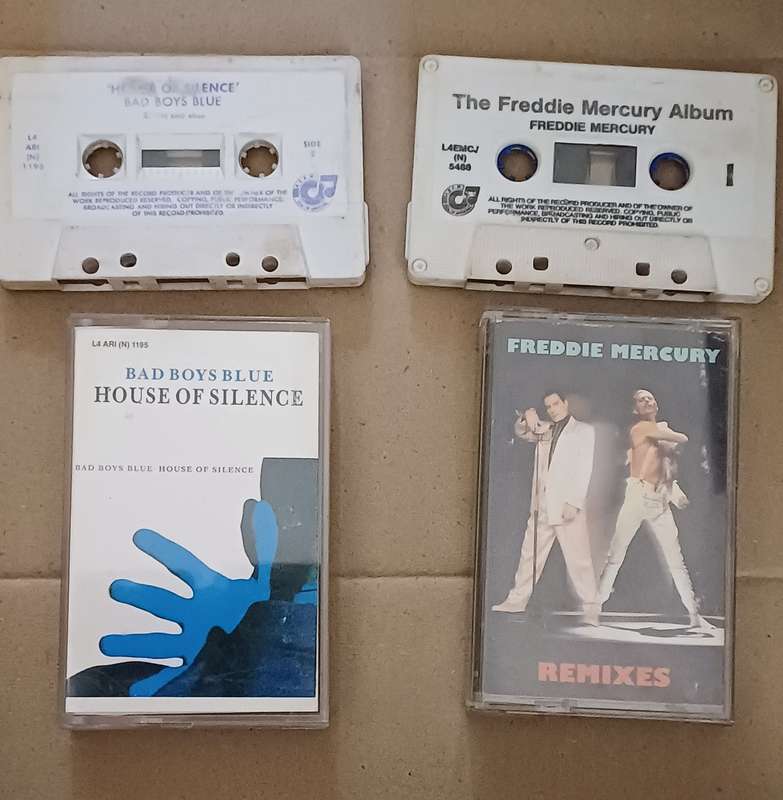 'HOUSE OF SILENCE'
BAD BOYS BLUE
L4
ARI
(N)
1195
SIDE
2
ALL RIGHTS OF THE RECORD PRODUCER AND OF THE OWNER OF THE
WORK REPRODUCED RESERVED. COPYING, PUBLIC PERFORMANCE,
BROADCASTING AND HIRING OUT DIRECTLY OR INDIRECTLY
OF THIS RECORD PROHIBITED.
The Freddie Mercury Album
FREDDIE MERCURY
L4EMCJ
(N)
5488
1
ALL RIGHTS OF THE RECORD PRODUCER AND OF THE OWNER OF
THE WORK REPRODUCED RESERVED. COPYING, PUBLIC
PERFORMANCE, BROADCASTING AND HIRING OUT DIRECTLY OR
INDIRECTLY OF THIS RECORD PROHIBITED.
L4 ARI (N) 1195
BAD BOYS BLUE
HOUSE OF SILENCE
BAD BOYS BLUE · HOUSE OF SILENCE
FREDDIE MERCURY
REMIXES